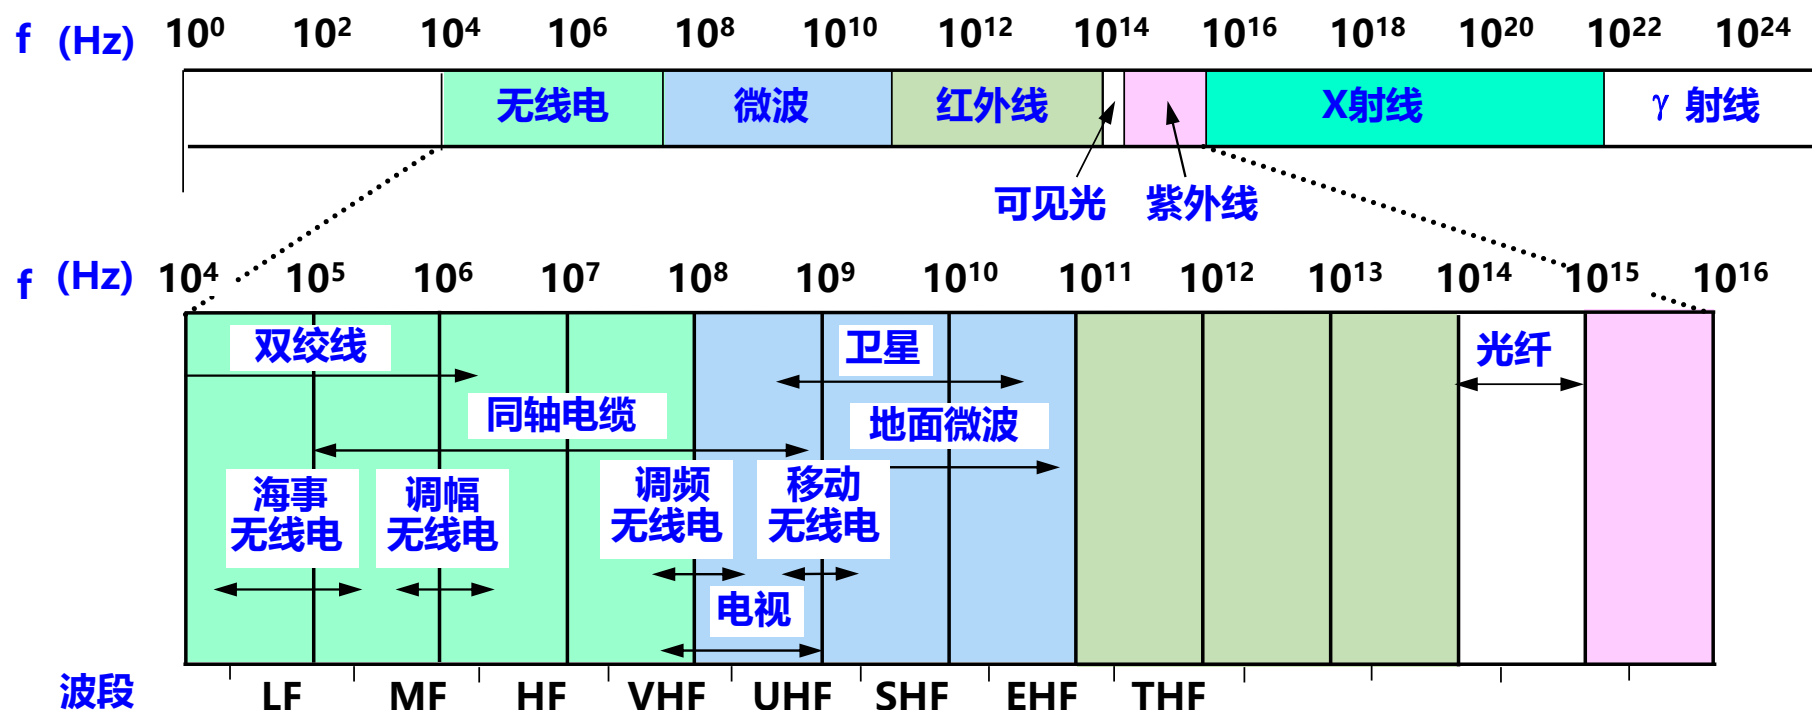 f (Hz) 10⁰ 10² 10⁴ 10⁶ 10⁸ 10¹⁰ 10¹² 10¹⁴ 10¹⁶ 10¹⁸ 10²⁰ 10²² 10²⁴
无线电 微波 红外线 X射线 γ 射线
可见光 紫外线
f (Hz) 10⁴ 10⁵ 10⁶ 10⁷ 10⁸ 10⁹ 10¹⁰ 10¹¹ 10¹² 10¹³ 10¹⁴ 10¹⁵ 10¹⁶
双绞线 卫星 光纤
同轴电缆 地面微波
海事
无线电
调幅
无线电
调频
无线电
移动
无线电
电视
波段 LF MF HF VHF UHF SHF EHF THF